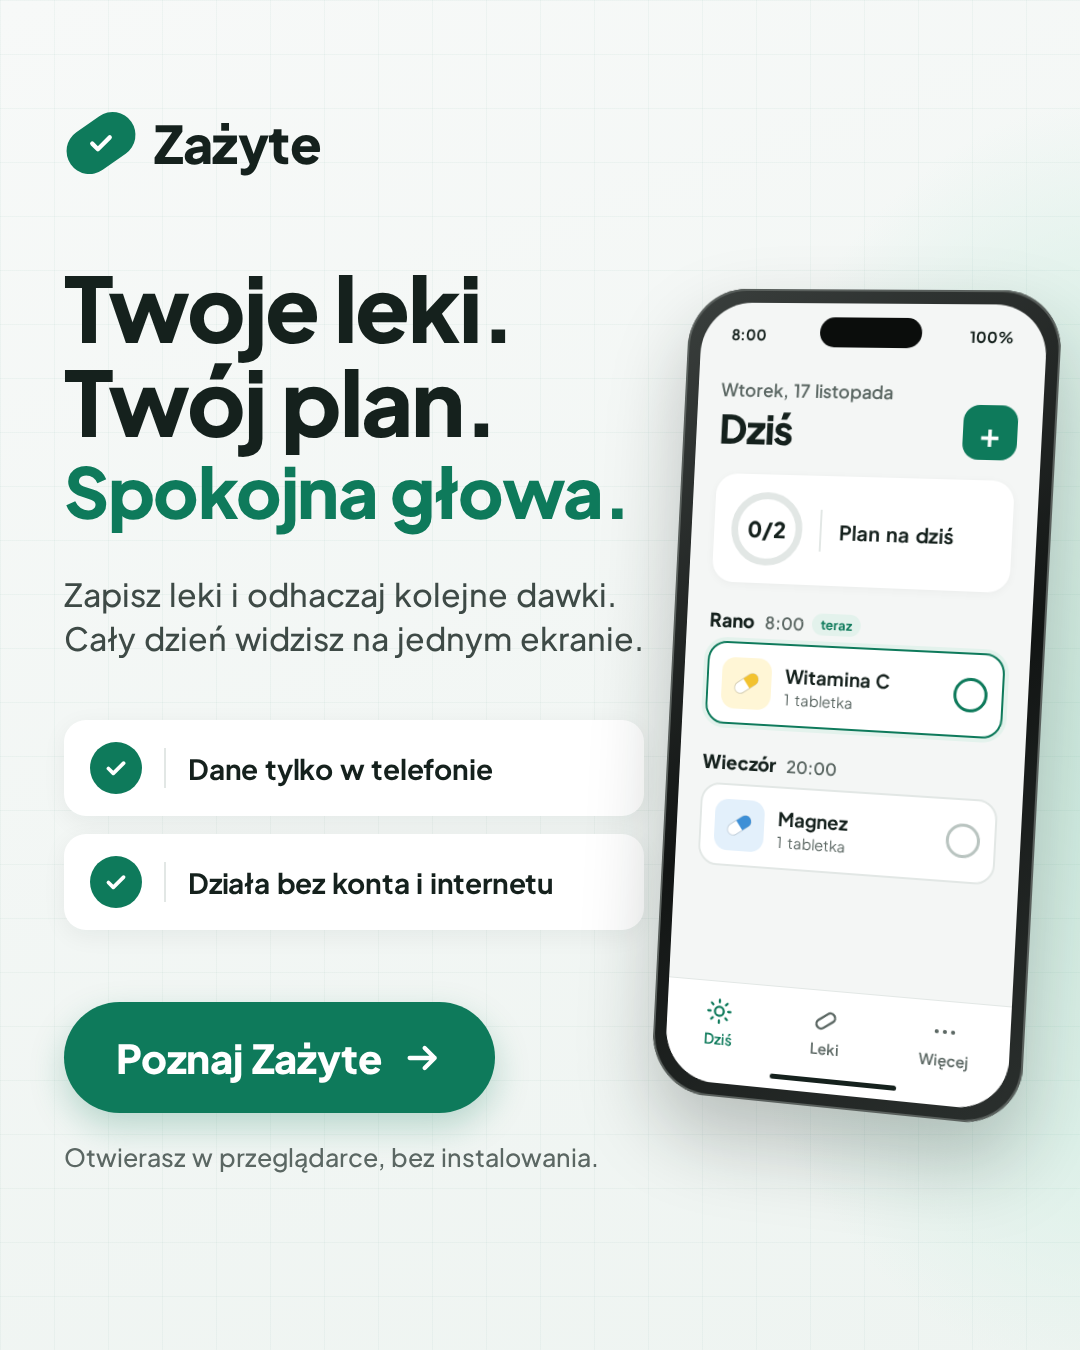 Zażyte
Twoje leki.
Twój plan.
Spokojna głowa.
Zapisz leki i odhaczaj kolejne dawki.
Cały dzień widzisz na jednym ekranie.
Dane tylko w telefonie
Działa bez konta i internetu
Poznaj Zażyte →
Otwierasz w przeglądarce, bez instalowania.
8:00 100%
Wtorek, 17 listopada
Dziś +
0/2 Plan na dziś
Rano 8:00 teraz
Witamina C
1 tabletka
Wieczór 20:00
Magnez
1 tabletka
Dziś Leki Więcej